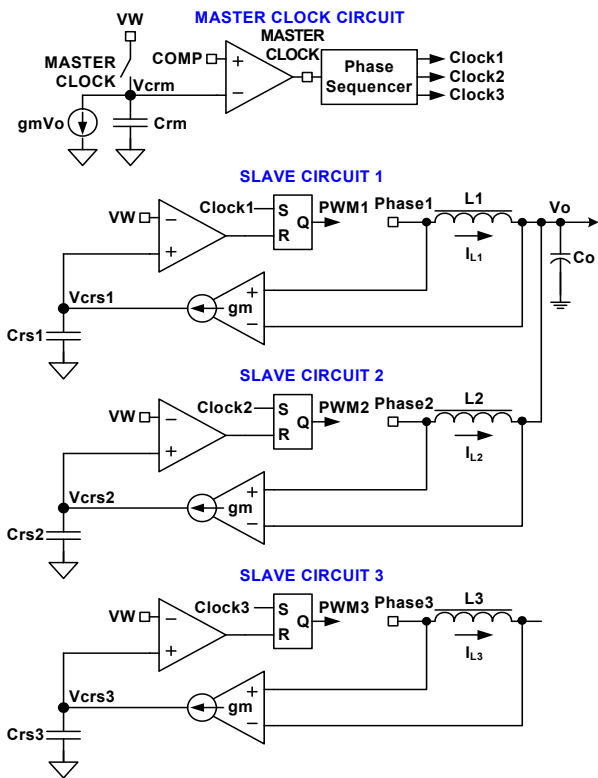 MASTER CLOCK CIRCUIT
VW
MASTER
CLOCK
COMP
MASTER
CLOCK
Vcrm
gmVo
Crm
+
−
Phase
Sequencer
Clock1
Clock2
Clock3
SLAVE CIRCUIT 1
VW
−
+
Clock1
S
R
Q
PWM1
Phase1
L1
IL1
Vo
Co
Vcrs1
Crs1
gm
+
−
SLAVE CIRCUIT 2
VW
−
+
Clock2
S
R
Q
PWM2
Phase2
L2
IL2
Vcrs2
Crs2
gm
+
−
SLAVE CIRCUIT 3
VW
−
+
Clock3
S
R
Q
PWM3
Phase3
L3
IL3
Vcrs3
Crs3
gm
+
−